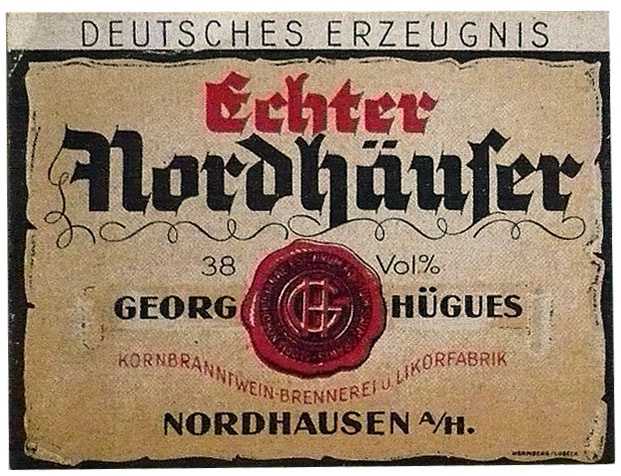 DEUTSCHES ERZEUGNIS
Echter
Nordhäuſer
38 Vol%
GEORG HÜGUES
KORNBRANNTWEIN-BRENNEREI u. LIKÖRFABRIK
NORDHAUSEN A/H.